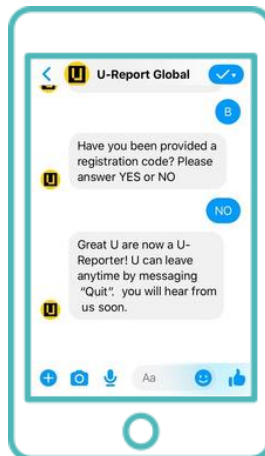 U-Report Global
B
Have you been provided a
registration code? Please
answer YES or NO
NO
Great U are now a U-
Reporter! U can leave
anytime by messaging
"Quit". you will hear from
us soon.
Aa